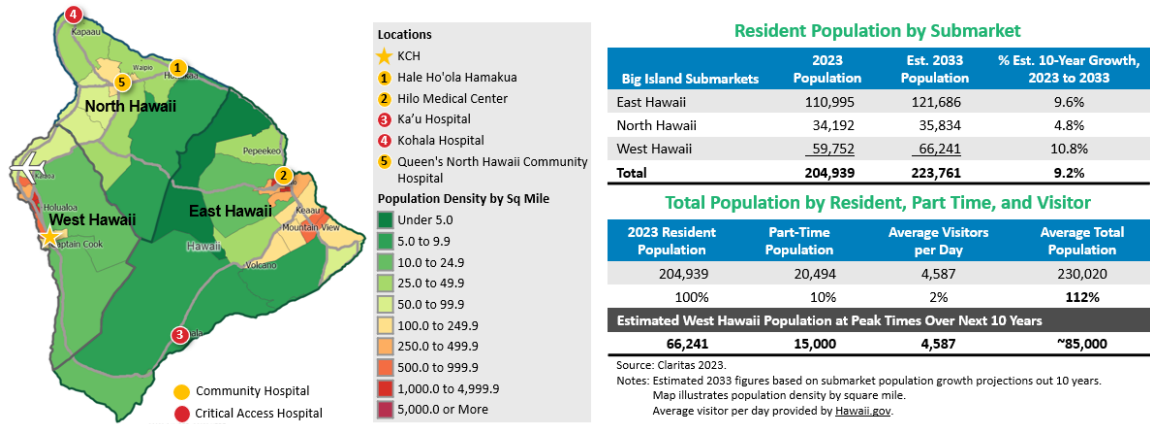 4
Kapaau
Waipio
1
5
North Hawaii
Pepeekeo
2
Kailua
Holualoa
West Hawaii
East Hawaii
Keaau
Mountain View
Captain Cook
Hawaii
Volcano
3
Community Hospital
Critical Access Hospital
Locations
KCH
1 Hale Ho'ola Hamakua
2 Hilo Medical Center
3 Ka'u Hospital
4 Kohala Hospital
5 Queen's North Hawaii Community
Hospital
Population Density by Sq Mile
Under 5.0
5.0 to 9.9
10.0 to 24.9
25.0 to 49.9
50.0 to 99.9
100.0 to 249.9
250.0 to 499.9
500.0 to 999.9
1,000.0 to 4,999.9
5,000.0 or More
Resident Population by Submarket
Big Island Submarkets 2023 Population Est. 2033 Population % Est. 10-Year Growth, 2023 to 2033
East Hawaii 110,995 121,686 9.6%
North Hawaii 34,192 35,834 4.8%
West Hawaii 59,752 66,241 10.8%
Total 204,939 223,761 9.2%
Total Population by Resident, Part Time, and Visitor
2023 Resident Population Part-Time Population Average Visitors per Day Average Total Population
204,939 20,494 4,587 230,020
100% 10% 2% 112%
Estimated West Hawaii Population at Peak Times Over Next 10 Years
66,241 15,000 4,587 ~85,000
Source: Claritas 2023.
Notes: Estimated 2033 figures based on submarket population growth projections out 10 years.
Map illustrates population density by square mile.
Average visitor per day provided by Hawaii.gov.